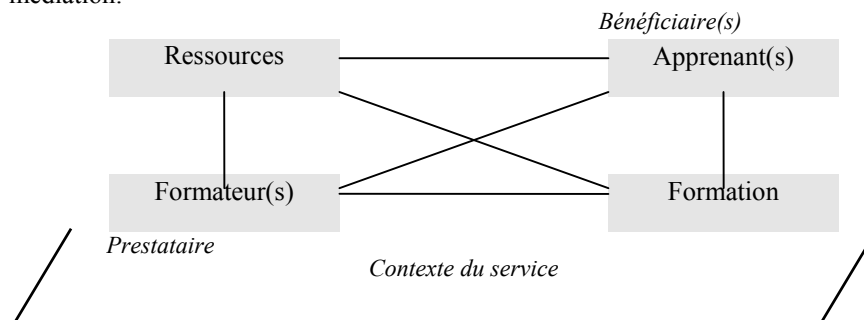 médiation.
Bénéficiaire(s)
Ressources
Apprenant(s)
Formateur(s)
Formation
Prestataire
Contexte du service